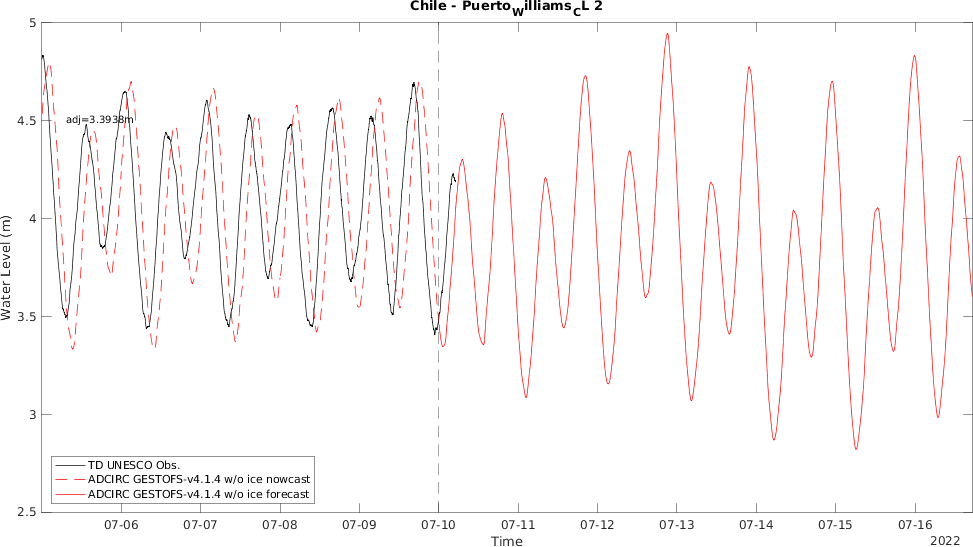 Chile - Puerto_Williams_CL 2
5
4.5
4
3.5
3
2.5
Water Level (m)
adj=3.3938m
TD UNESCO Obs.
ADCIRC GESTOFS-v4.1.4 w/o ice nowcast
ADCIRC GESTOFS-v4.1.4 w/o ice forecast
07-06 07-07 07-08 07-09 07-10 07-11 07-12 07-13 07-14 07-15 07-16
Time
2022